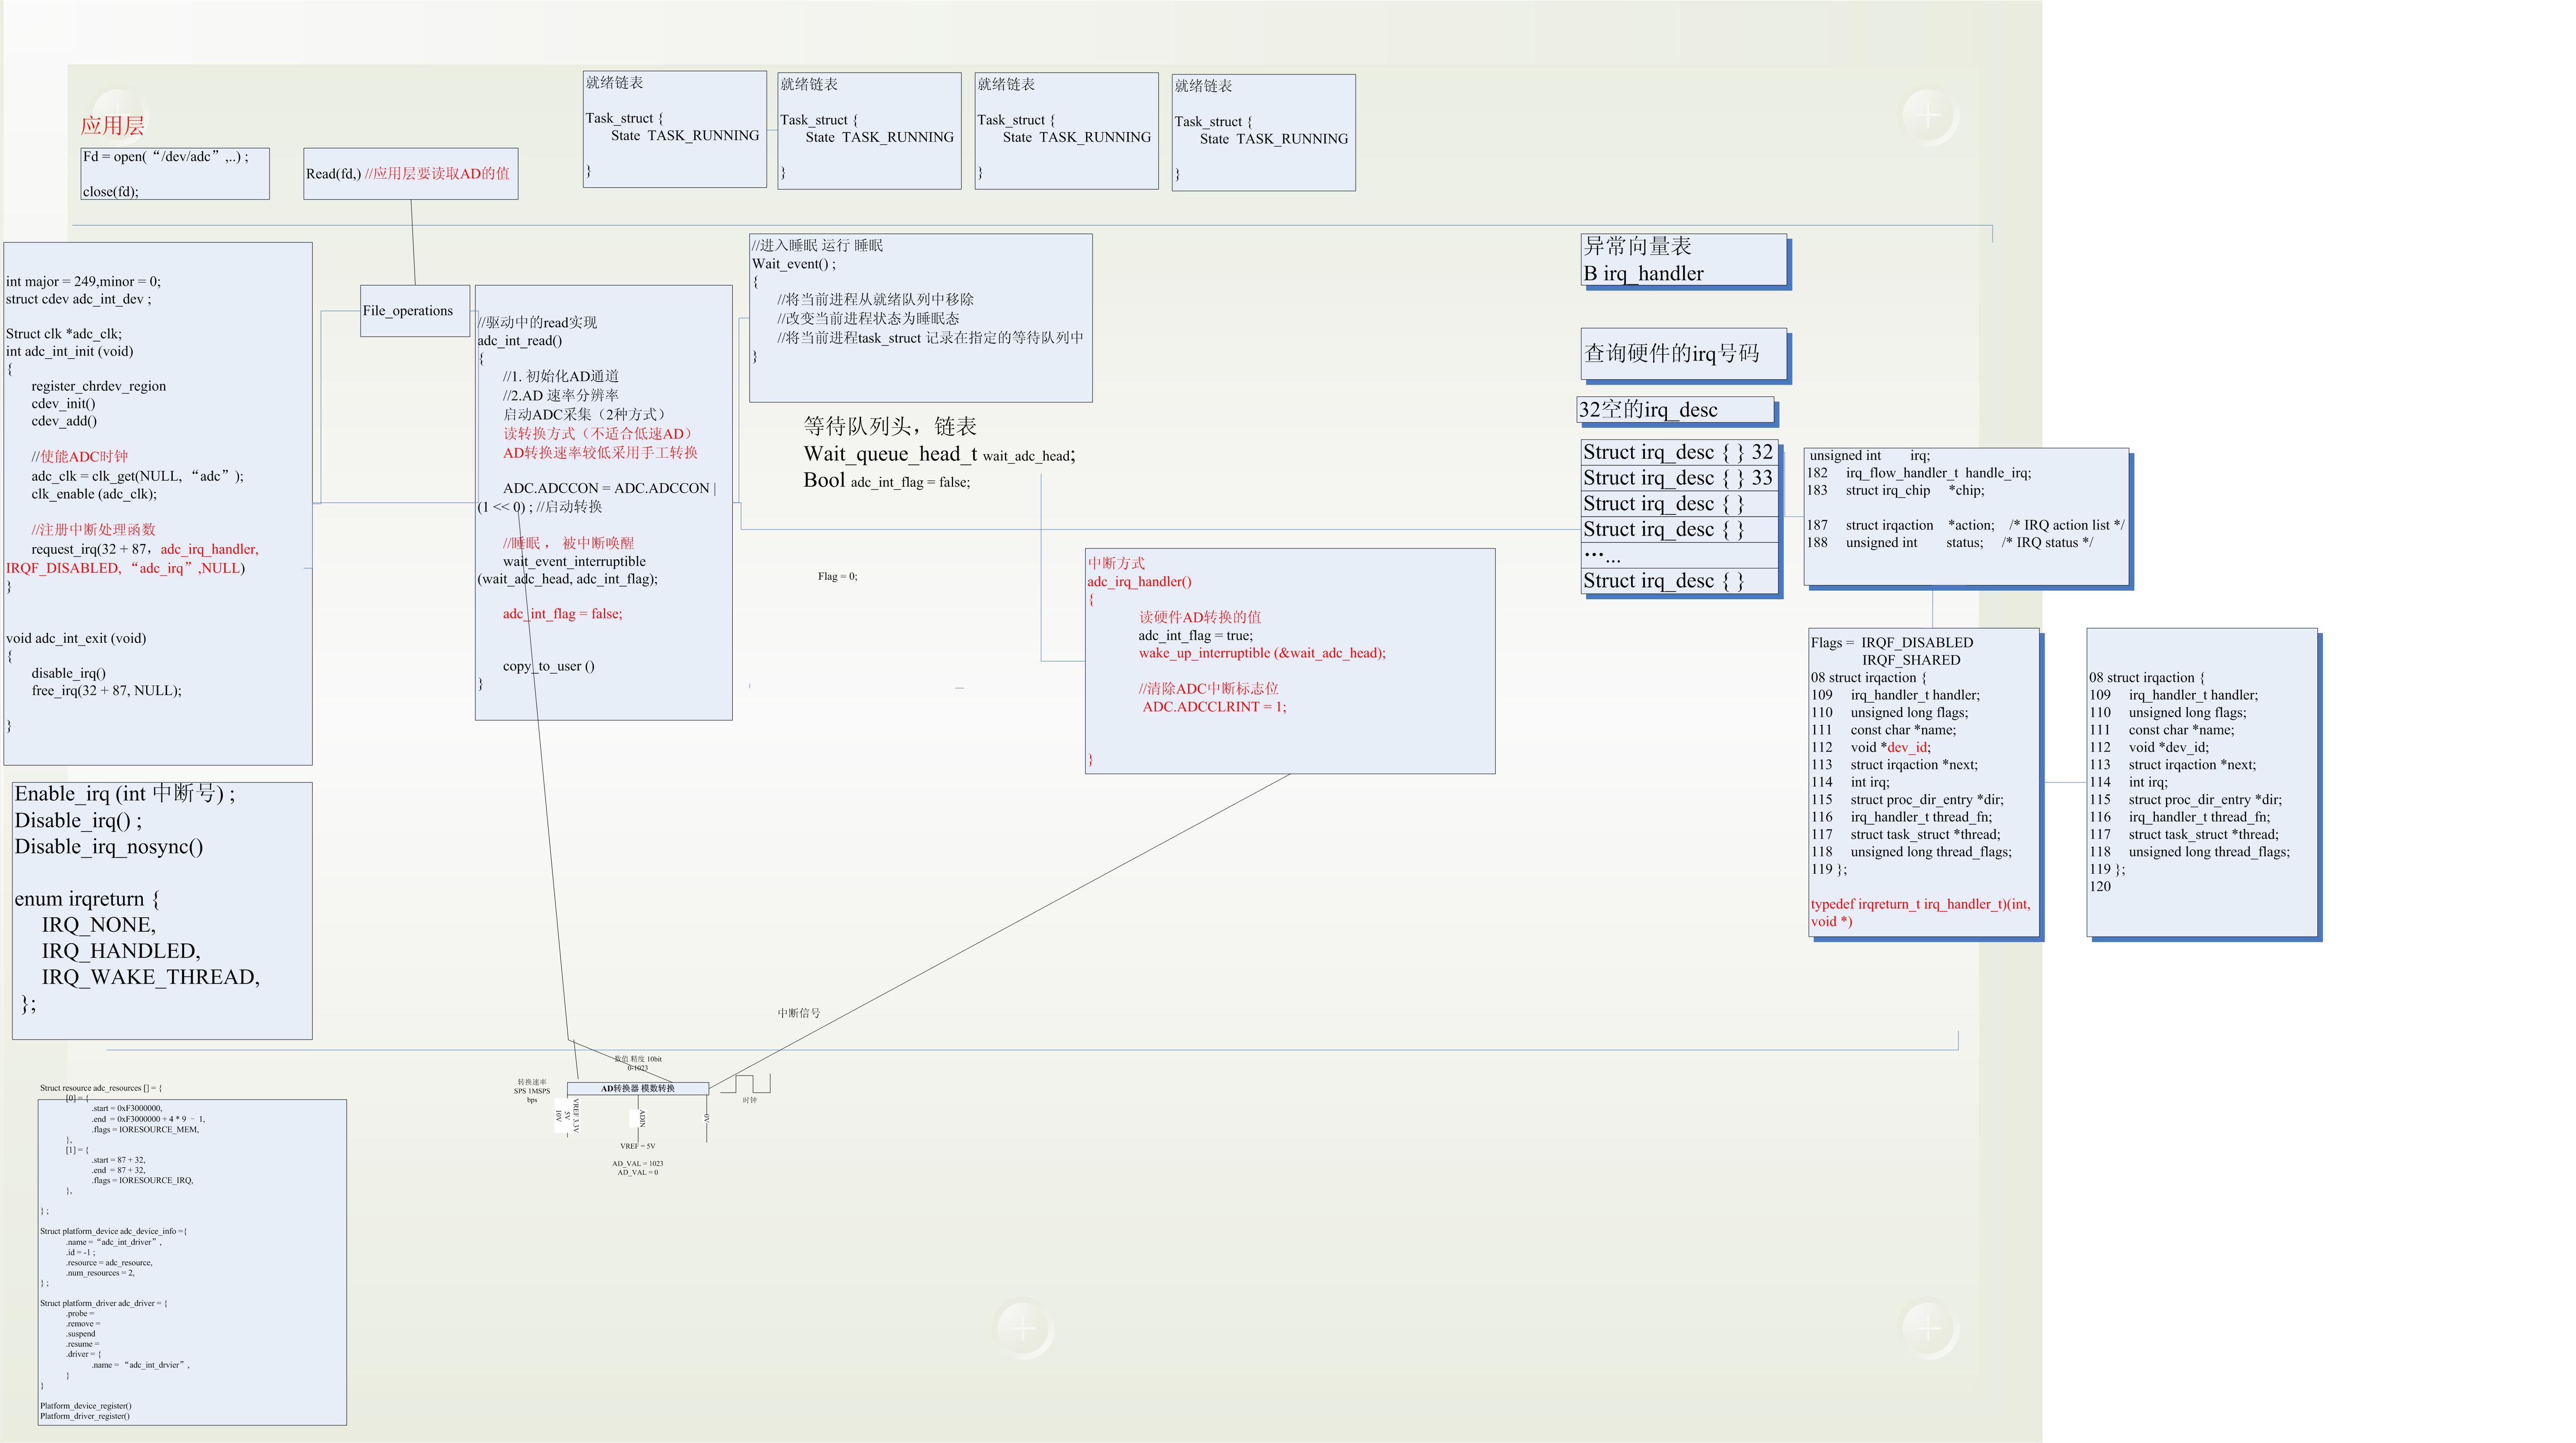 应用层
Fd = open( “/dev/adc” ,..) ;
close(fd);
Read(fd,) //应用层要读取AD的值
就绪链表
Task_struct {
State TASK_RUNNING
}
就绪链表
Task_struct {
State TASK_RUNNING
}
就绪链表
Task_struct {
State TASK_RUNNING
}
就绪链表
Task_struct {
State TASK_RUNNING
}
int major = 249,minor = 0;
struct cdev adc_int_dev ;
Struct clk *adc_clk;
int adc_int_init (void)
{
register_chrdev_region
cdev_init()
cdev_add()
//使能ADC时钟
adc_clk = clk_get(NULL, “adc” );
clk_enable (adc_clk);
//注册中断处理函数
request_irq(32 + 87，adc_irq_handler,
IRQF_DISABLED, “adc_irq” ,NULL)
}
void adc_int_exit (void)
{
disable_irq()
free_irq(32 + 87, NULL);
}
File_operations
//驱动中的read实现
adc_int_read()
{
//1. 初始化AD通道
//2.AD 速率分辨率
启动ADC采集（2种方式）
读转换方式（不适合低速AD）
AD转换速率较低采用手工转换
ADC.ADCCON = ADC.ADCCON |
(1 << 0) ; //启动转换
//睡眠 ， 被中断唤醒
wait_event_interruptible
(wait_adc_head, adc_int_flag);
adc_int_flag = false;
copy_to_user ()
}
//进入睡眠 运行 睡眠
Wait_event() ;
{
//将当前进程从就绪队列中移除
//改变当前进程状态为睡眠态
//将当前进程task_struct 记录在指定的等待队列中
}
等待队列头，链表
Wait_queue_head_t wait_adc_head;
Bool adc_int_flag = false;
Flag = 0;
中断方式
adc_irq_handler()
{
读硬件AD转换的值
adc_int_flag = true;
wake_up_interruptible (&wait_adc_head);
//清除ADC中断标志位
ADC.ADCCLRINT = 1;
}
异常向量表
B irq_handler
查询硬件的irq号码
32空的irq_desc
Struct irq_desc { } 32
Struct irq_desc { } 33
Struct irq_desc { }
Struct irq_desc { }
…...
Struct irq_desc { }
unsigned int irq;
182 irq_flow_handler_t handle_irq;
183 struct irq_chip *chip;
187 struct irqaction *action; /* IRQ action list */
188 unsigned int status; /* IRQ status */
Flags = IRQF_DISABLED
IRQF_SHARED
08 struct irqaction {
109 irq_handler_t handler;
110 unsigned long flags;
111 const char *name;
112 void *dev_id;
113 struct irqaction *next;
114 int irq;
115 struct proc_dir_entry *dir;
116 irq_handler_t thread_fn;
117 struct task_struct *thread;
118 unsigned long thread_flags;
119 };
typedef irqreturn_t irq_handler_t)(int,
void *)
08 struct irqaction {
109 irq_handler_t handler;
110 unsigned long flags;
111 const char *name;
112 void *dev_id;
113 struct irqaction *next;
114 int irq;
115 struct proc_dir_entry *dir;
116 irq_handler_t thread_fn;
117 struct task_struct *thread;
118 unsigned long thread_flags;
119 };
120
Enable_irq (int 中断号) ;
Disable_irq() ;
Disable_irq_nosync()
enum irqreturn {
IRQ_NONE,
IRQ_HANDLED,
IRQ_WAKE_THREAD,
};
中断信号
数值 精度 10bit
0-1023
转换速率
SPS 1MSPS
bps
AD转换器 模数转换
时钟
VREF 3.3V
5V
10V
ADIN
0V
VREF = 5V
AD_VAL = 1023
AD_VAL = 0
Struct resource adc_resources [] = {
[0] = {
.start = 0xF3000000,
.end = 0xF3000000 + 4 * 9 – 1,
.flags = IORESOURCE_MEM,
},
[1] = {
.start = 87 + 32,
.end = 87 + 32,
.flags = IORESOURCE_IRQ,
},
} ;
Struct platform_device adc_device_info ={
.name = “adc_int_driver” ,
.id = -1 ;
.resource = adc_resource,
.num_resources = 2,
} ;
Struct platform_driver adc_driver = {
.probe =
.remove =
.suspend
.resume =
.driver = {
.name = “adc_int_drvier” ,
}
}
Platform_device_register()
Platform_driver_register()